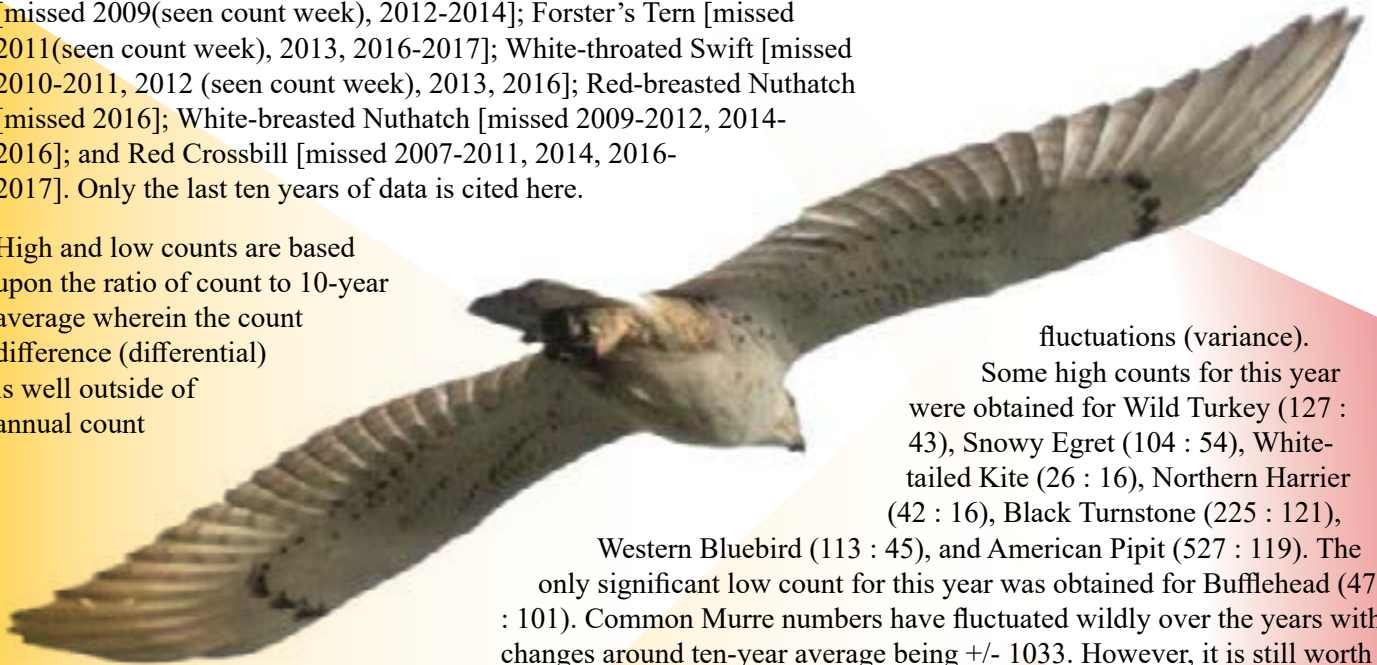 [missed 2009(seen count week), 2012-2014]; Forster’s Tern [missed
2011(seen count week), 2013, 2016-2017]; White-throated Swift [missed
2010-2011, 2012 (seen count week), 2013, 2016]; Red-breasted Nuthatch
[missed 2016]; White-breasted Nuthatch [missed 2009-2012, 2014-
2016]; and Red Crossbill [missed 2007-2011, 2014, 2016-
2017]. Only the last ten years of data is cited here.
High and low counts are based
upon the ratio of count to 10-year
average wherein the count
difference (differential)
is well outside of
annual count
fluctuations (variance).
Some high counts for this year
were obtained for Wild Turkey (127 :
43), Snowy Egret (104 : 54), White-
tailed Kite (26 : 16), Northern Harrier
(42 : 16), Black Turnstone (225 : 121),
Western Bluebird (113 : 45), and American Pipit (527 : 119). The
only significant low count for this year was obtained for Bufflehead (47
: 101). Common Murre numbers have fluctuated wildly over the years with
changes around ten-year average being +/- 1033. However, it is still worth